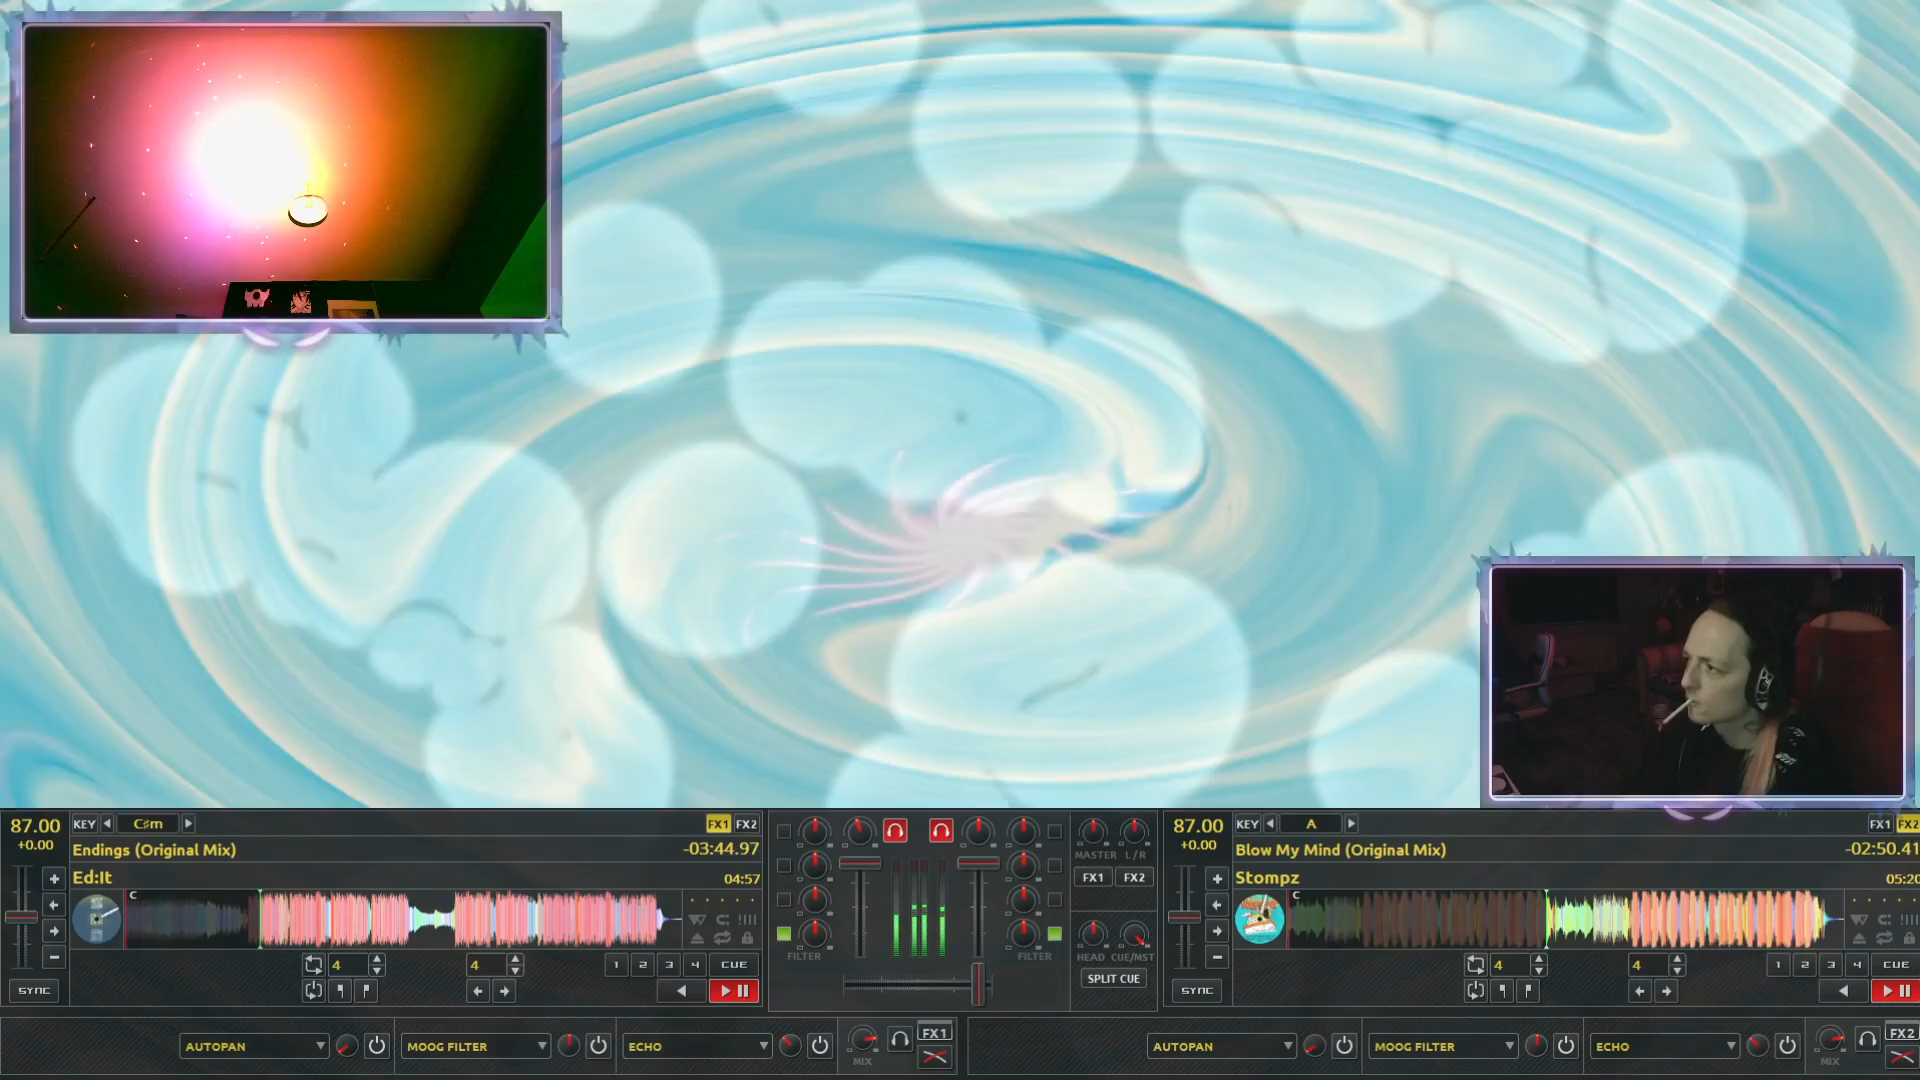 87.00
+0.00
KEY
C♯m
FX1 FX2
Endings (Original Mix)
-03:44.97
Ed:It
04:57
C
4
4
1 2 3 4 CUE
SYNC
FILTER
FILTER
MASTER L/R
FX1 FX2
HEAD CUE/MST
SPLIT CUE
87.00
+0.00
KEY
A
FX1 FX2
Blow My Mind (Original Mix)
-02:50.41
Stompz
05:20
C
4
4
1 2 3 4 CUE
SYNC
AUTOPAN
MOOG FILTER
ECHO
MIX
FX1
AUTOPAN
MOOG FILTER
ECHO
MIX
FX2